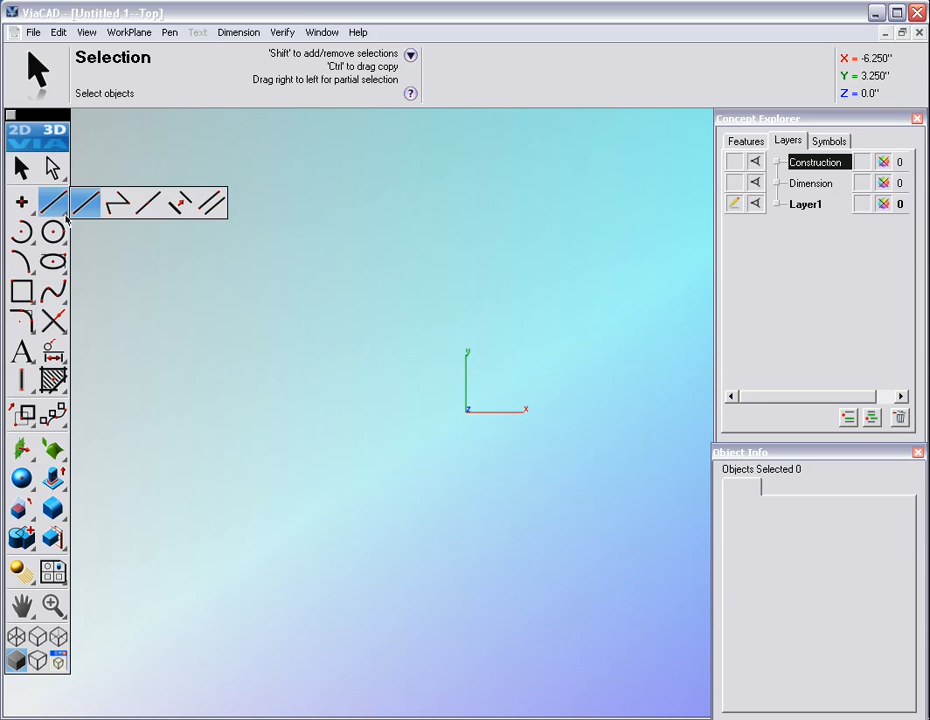 ViaCAD - [Untitled 1--Top]
File Edit View WorkPlane Pen Text Dimension Verify Window Help
Selection
Select objects
'Shift' to add/remove selections
'Ctrl' to drag copy
Drag right to left for partial selection
?
X = -6.250"
Y = 3.250"
Z = 0.0"
2D 3D
VIA
A
y
z
x
Concept Explorer
Features Layers Symbols
Construction 0
Dimension 0
Layer1 0
Object Info
Objects Selected 0